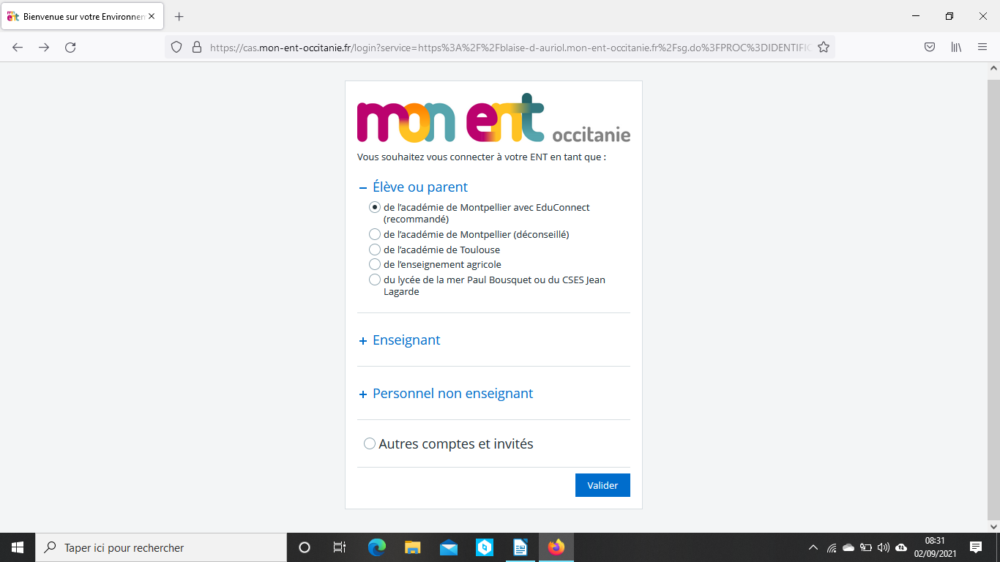 Bienvenue sur votre Environnem
https://cas.mon-ent-occitanie.fr/login?service=https%3A%2F%2Fblaise-d-auriol.mon-ent-occitanie.fr%2Fsg.do%3FPROC%3DIDENTIFIC
mon ent occitanie
Vous souhaitez vous connecter à votre ENT en tant que :
− Élève ou parent
de l'académie de Montpellier avec EduConnect
(recommandé)
de l'académie de Montpellier (déconseillé)
de l'académie de Toulouse
de l'enseignement agricole
du lycée de la mer Paul Bousquet ou du CSES Jean
Lagarde
+ Enseignant
+ Personnel non enseignant
Autres comptes et invités
Valider
Taper ici pour rechercher
08:31
02/09/2021